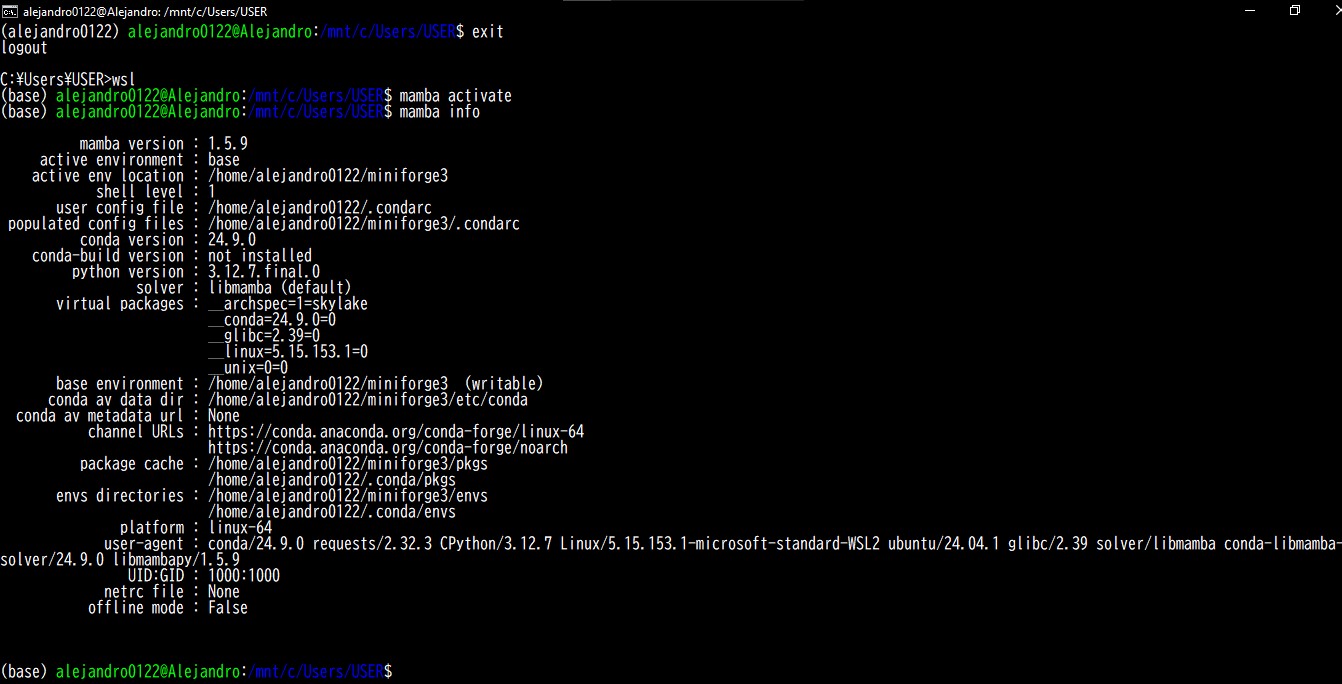 alejandro0122@Alejandro: /mnt/c/Users/USER
(alejandro0122) alejandro0122@Alejandro:/mnt/c/Users/USER$ exit
logout
C:¥Users¥USER>wsl
(base) alejandro0122@Alejandro:/mnt/c/Users/USER$ mamba activate
(base) alejandro0122@Alejandro:/mnt/c/Users/USER$ mamba info
mamba version : 1.5.9
active environment : base
active env location : /home/alejandro0122/miniforge3
shell level : 1
user config file : /home/alejandro0122/.condarc
populated config files : /home/alejandro0122/miniforge3/.condarc
conda version : 24.9.0
conda-build version : not installed
python version : 3.12.7.final.0
solver : libmamba (default)
virtual packages : __archspec=1=skylake
__conda=24.9.0=0
__glibc=2.39=0
__linux=5.15.153.1=0
__unix=0=0
base environment : /home/alejandro0122/miniforge3  (writable)
conda av data dir : /home/alejandro0122/miniforge3/etc/conda
conda av metadata url : None
channel URLs : https://conda.anaconda.org/conda-forge/linux-64
https://conda.anaconda.org/conda-forge/noarch
package cache : /home/alejandro0122/miniforge3/pkgs
/home/alejandro0122/.conda/pkgs
envs directories : /home/alejandro0122/miniforge3/envs
/home/alejandro0122/.conda/envs
platform : linux-64
user-agent : conda/24.9.0 requests/2.32.3 CPython/3.12.7 Linux/5.15.153.1-microsoft-standard-WSL2 ubuntu/24.04.1 glibc/2.39 solver/libmamba conda-libmamba-
solver/24.9.0 libmambapy/1.5.9
UID:GID : 1000:1000
netrc file : None
offline mode : False
(base) alejandro0122@Alejandro:/mnt/c/Users/USER$